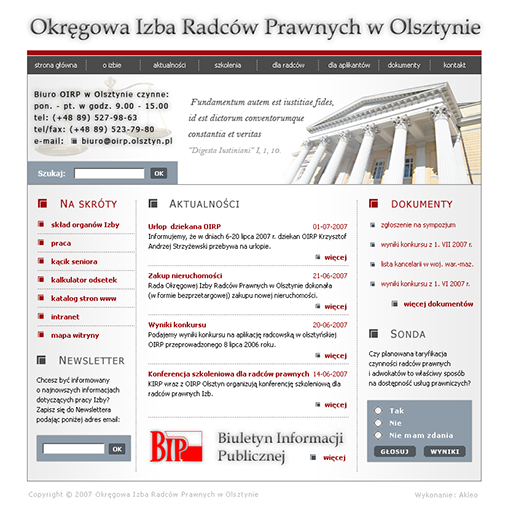 Okręgowa Izba Radców Prawnych w Olsztynie
strona główna
o izbie
aktualności
szkolenia
dla radców
dla aplikantów
dokumenty
kontakt
Biuro OIRP w Olsztynie czynne:
pon. - pt. w godz. 9.00 - 15.00
tel: (+48 89) 527-98-63
tel/fax: (+48 89) 523-79-80
e-mail: biuro@oirp.olsztyn.pl
Szukaj: OK
Fundamentum autem est iustitiae fides,
id est dictorum conventorumque
constantia et veritas
"Digesta Iustiniani" I, 1, 10.
Na skróty
skład organów Izby
praca
kącik seniora
kalkulator odsetek
katalog stron www
intranet
mapa witryny
Newsletter
Chcesz być informowany
o najnowszych informacjach
dotyczących pracy Izby?
Zapisz się do Newslettera
podając poniżej adres email:
OK
Aktualności
Urlop dziekana OIRP 01-07-2007
Informujemy, że w dniach 6-20 lipca 2007 r. dziekan OIRP Krzysztof
Andrzej Strzyżewski przebywa na urlopie.
więcej
Zakup nieruchomości 21-06-2007
Rada Okręgowej Izby Radców Prawnych w Olsztynie dokonała
(w formie bezprzetargowej) zakupu nowej nieruchomości.
więcej
Wyniki konkursu 20-06-2007
Podajemy wyniki konkursu na aplikację radcowską w olsztyńskiej
OIRP przeprowadzonego 8 lipca 2006 roku.
więcej
Konferencja szkoleniowa dla radców prawnych 14-06-2007
KIRP wraz z OIRP Olsztyn organizują konferencję szkoleniową dla
radców prawnych Izb.
więcej
BIP
Biuletyn Informacji
Publicznej
więcej
Dokumenty
zgłoszenie na sympozjum
wyniki konkursu z 1. VII 2007 r.
lista kancelarii w woj. war.-maz.
wyniki konkursu z 1. VI 2007 r.
więcej dokumentów
Sonda
Czy planowana taryfikacja
czynności radców prawnych
i adwokatów to właściwy sposób
na dostępność usług prawniczych?
Tak
Nie
Nie mam zdania
GŁOSUJ
WYNIKI
Copyright © 2007 Okręgowa Izba Radców Prawnych w Olsztynie
Wykonanie: Akleo